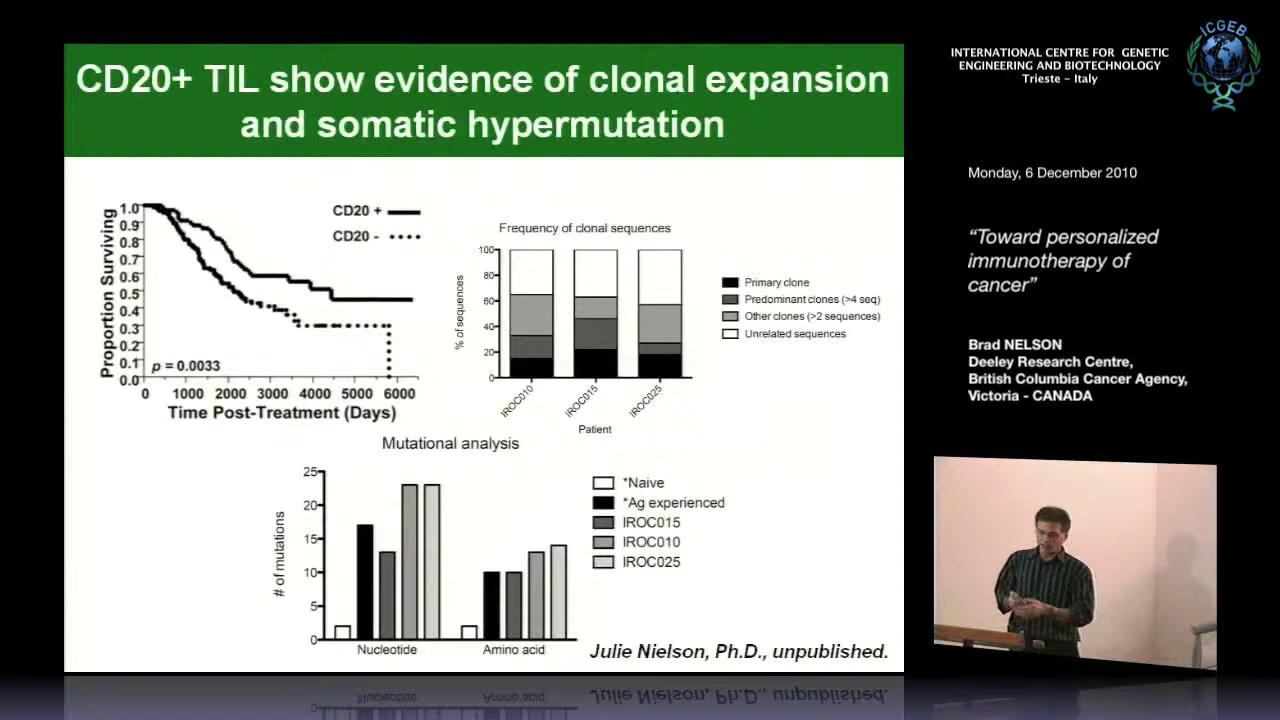 CD20+ TIL show evidence of clonal expansion
and somatic hypermutation
Proportion Surviving
1.0
0.9
0.8
0.7
0.6
0.5
0.4
0.3
0.2
0.1
0.0
CD20 +
CD20 -
p = 0.0033
0 1000 2000 3000 4000 5000 6000
Time Post-Treatment (Days)
Frequency of clonal sequences
% of sequences
100
80
60
40
20
0
IROC010 IROC015 IROC025
Patient
Primary clone
Predominant clones (>4 seq)
Other clones (>2 sequences)
Unrelated sequences
Mutational analysis
# of mutations
25
20
15
10
5
0
Nucleotide Amino acid
*Naive
*Ag experienced
IROC015
IROC010
IROC025
Julie Nielson, Ph.D., unpublished.
INTERNATIONAL CENTRE FOR GENETIC
ENGINEERING AND BIOTECHNOLOGY
Trieste - Italy
ICGEB
Monday, 6 December 2010
“Toward personalized
immunotherapy of
cancer”
Brad NELSON
Deeley Research Centre,
British Columbia Cancer Agency,
Victoria - CANADA